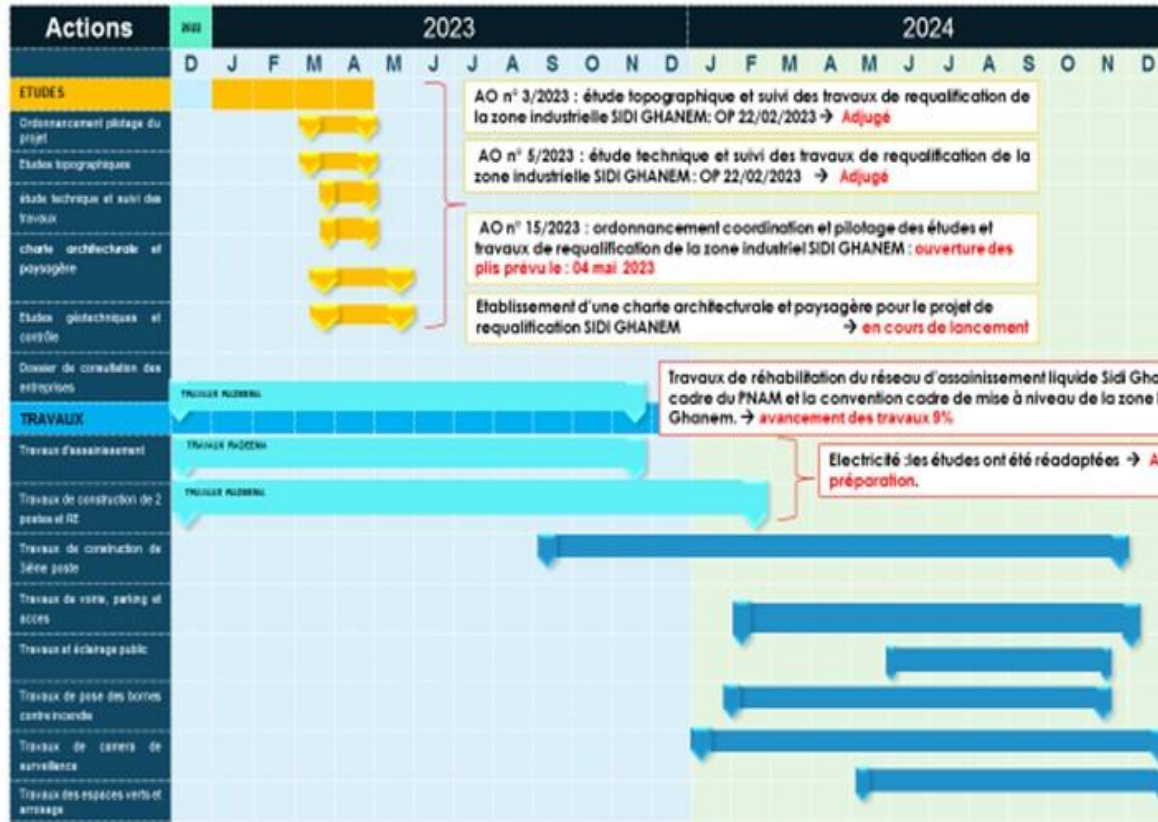 Actions
2022
2023
2024
D J F M A M J J A S O N D J F M A M J J A S O N D
ETUDES
Ordonnancement pilotage du
projet
Etudes topographiques
étude technique et suivi des
travaux
charte architecturale et
paysagère
Etudes géotechniques et
contrôle
Dossier de consultation des
entreprises
TRAVAUX
Travaux d'assainissement
Travaux de construction de 2
postes et RE
Travaux de construction de
3ième poste
Travaux de voirie, parking et
acces
Travaux et éclairage public
Travaux de pose des bornes
contre incendie
Travaux de camera de
surveillance
Travaux des espaces verts et
arrosage
AO n° 3/2023 : étude topographique et suivi des travaux de requalification de
la zone industrielle SIDI GHANEM: OP 22/02/2023 → Adjugé
AO n° 5/2023 : étude technique et suivi des travaux de requalification de la
zone industrielle SIDI GHANEM: OP 22/02/2023 → Adjugé
AO n° 15/2023 : ordonnancement coordination et pilotage des études et
travaux de requalification de la zone industriel SIDI GHANEM : ouverture des
plis prévu le : 04 mai 2023
Etablissement d'une charte architecturale et paysagère pour le projet de
requalification SIDI GHANEM → en cours de lancement
TRAVAUX RADEEMA
Travaux de réhabilitation du réseau d'assainissement liquide Sidi Gha
cadre du PNAM et la convention cadre de mise à niveau de la zone
Ghanem. → avancement des travaux 9%
TRAVAUX RADEEMA
Electricité :les études ont été réadaptées → A
préparation.
TRAVAUX RADEEMA